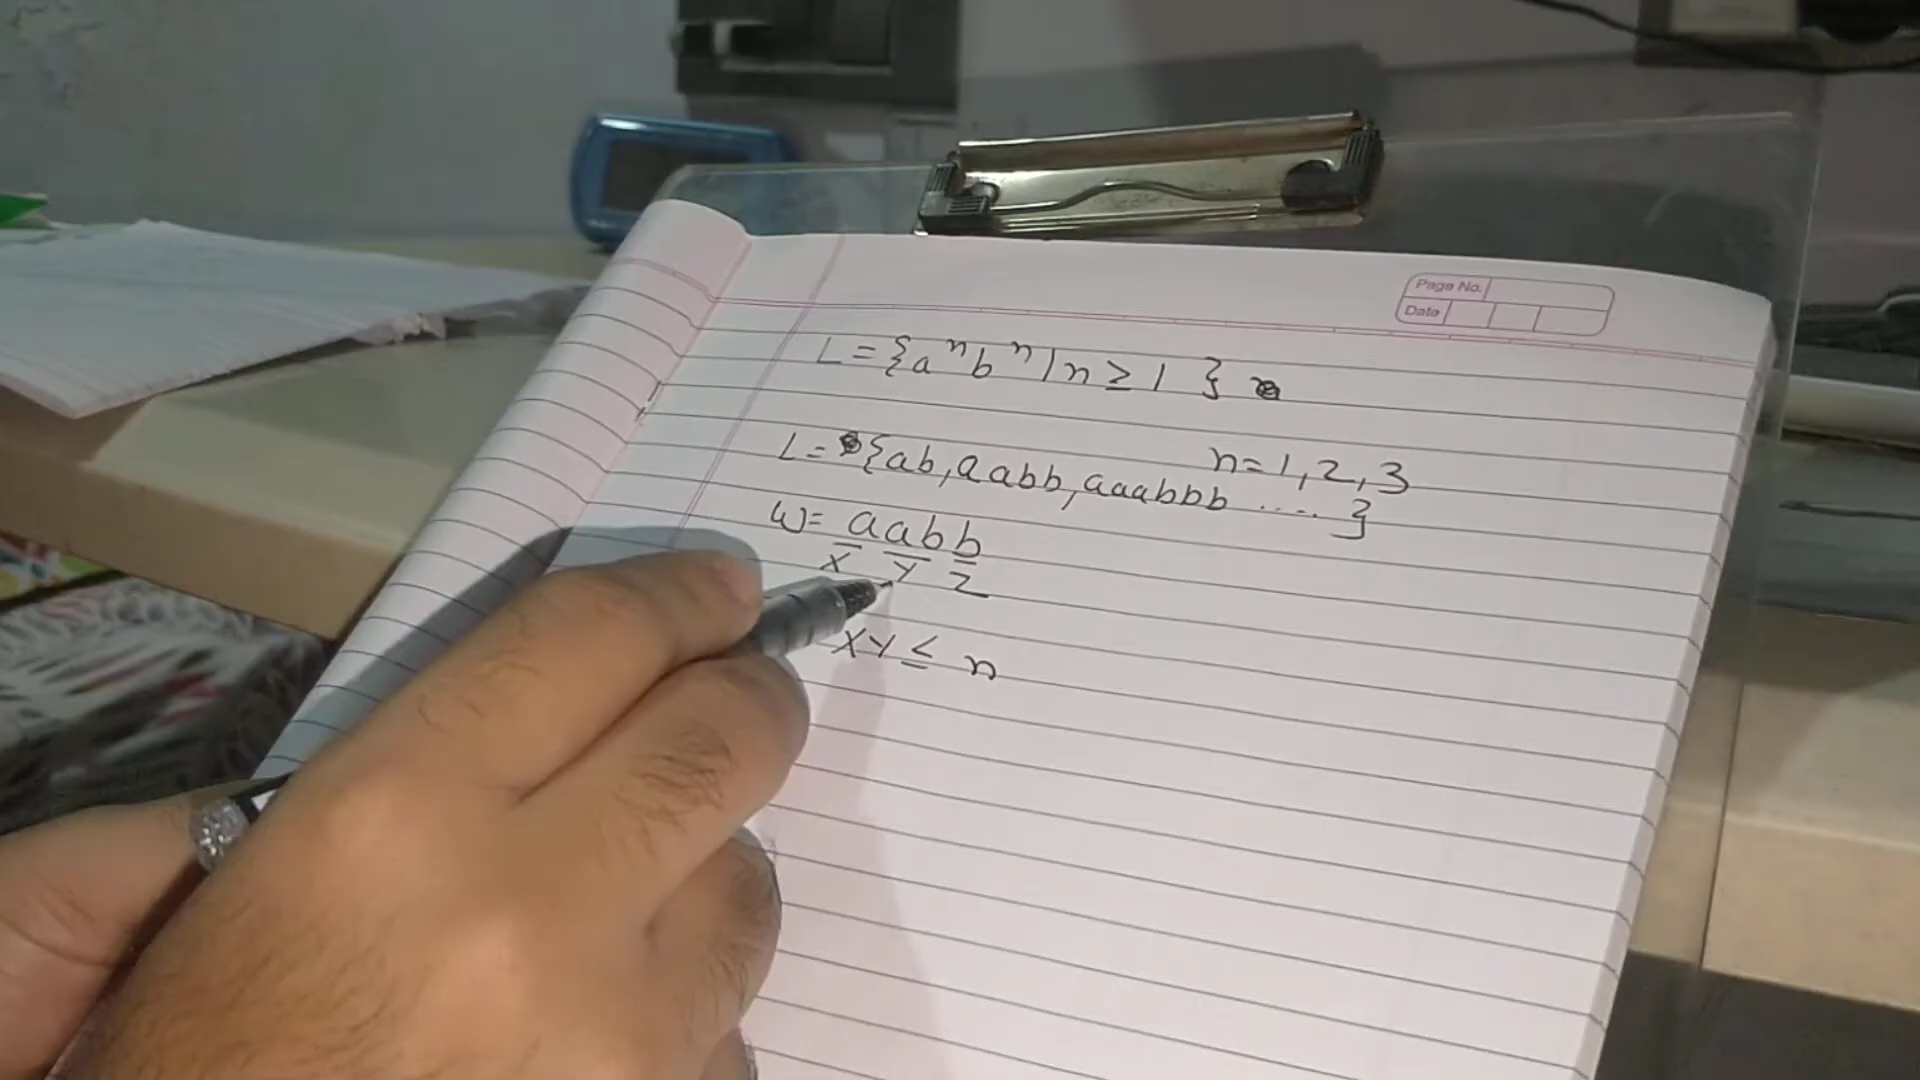 Page No.
Date
L = {a^n b^n | n ≥ 1 }
n = 1, 2, 3
L = {ab, aabb, aaabbb .... }
w = aabb
x y z
xy ≤ n